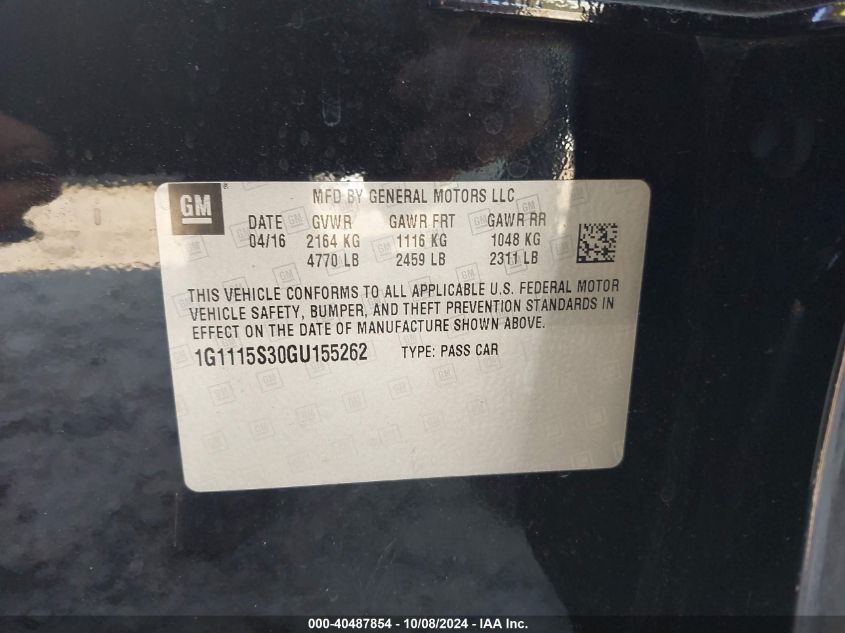 GM
MFD BY GENERAL MOTORS LLC
DATE GVWR GAWR FRT GAWR RR
04/16 2164 KG 1116 KG 1048 KG
4770 LB 2459 LB 2311 LB
THIS VEHICLE CONFORMS TO ALL APPLICABLE U.S. FEDERAL MOTOR
VEHICLE SAFETY, BUMPER, AND THEFT PREVENTION STANDARDS IN
EFFECT ON THE DATE OF MANUFACTURE SHOWN ABOVE.
1G1115S30GU155262 TYPE: PASS CAR
000-40487854 - 10/08/2024 - IAA Inc.